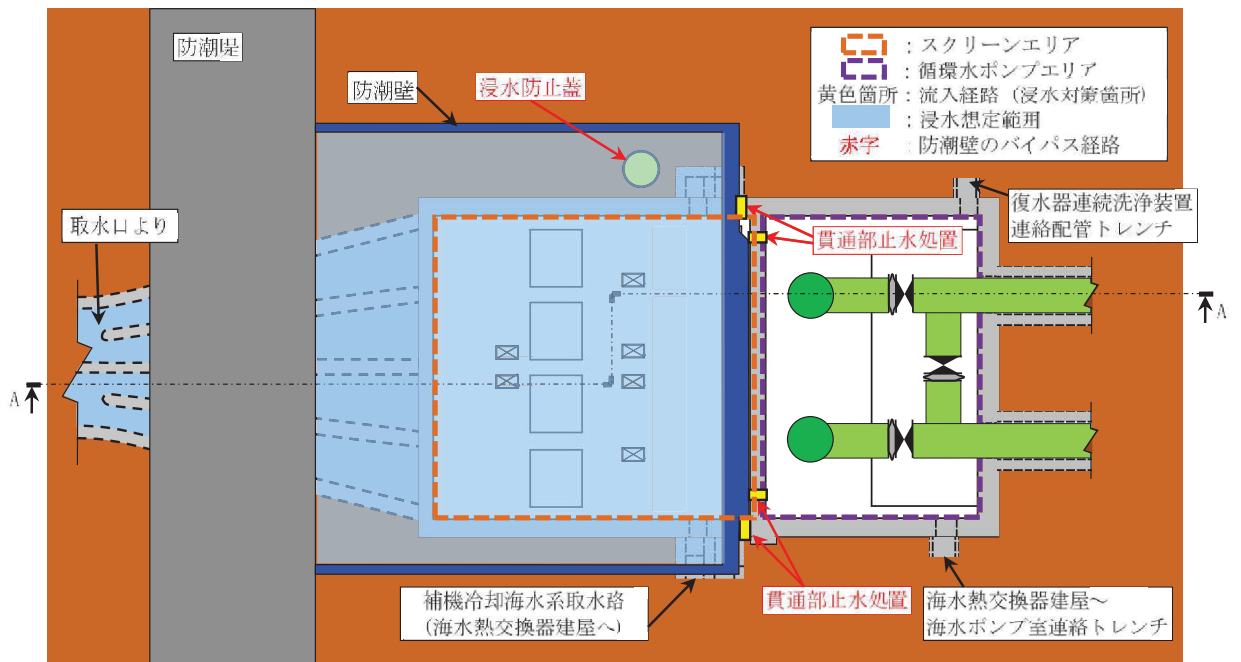 防潮堤
防潮壁
浸水防止蓋
：スクリーンエリア
：循環水ポンプエリア
黄色箇所：流入経路（浸水対策箇所）
：浸水想定範囲
赤字：防潮壁のバイパス経路
取水口より
貫通部止水処置
復水器連続洗浄装置
連絡配管トレンチ
A
A
補機冷却海水系取水路
(海水熱交換器建屋へ)
貫通部止水処置
海水熱交換器建屋～
海水ポンプ室連絡トレンチ